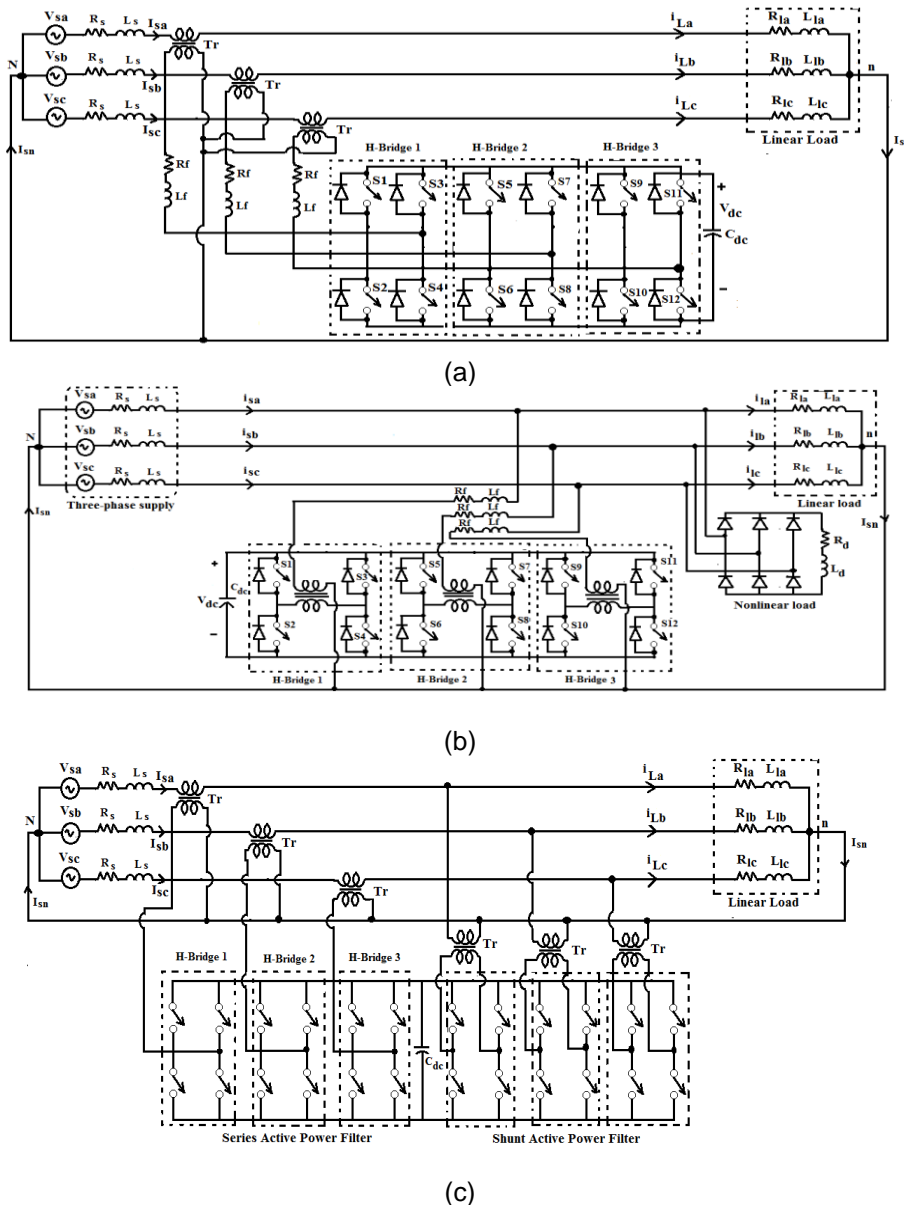 Vsa Rs Ls Isa Tr iLa Rla Lla
N Vsb Rs Ls Isb Tr iLb Rlb Llb n
Vsc Rs Ls Isc Tr iLc Rlc Llc
Isn Linear Load Is
H-Bridge 1 H-Bridge 2 H-Bridge 3
Rf Rf Rf
Lf Lf Lf
S1 S3 S5 S7 S9 S11 + Vdc Cdc
S2 S4 S6 S8 S10 S12 −
(a)
Vsa Rs Ls isa ila Rla Lla
N Vsb Rs Ls isb ilb Rlb Llb n
Vsc Rs Ls isc ilc Rlc Llc
Three-phase supply Linear load
Isn Isn
Rf Lf
Rf Lf
Rf Lf
+ Cdc S1 S3 S5 S7 S9 S11 Rd
Vdc Ld
− S2 S4 S6 S8 S10 S12 Nonlinear load
H-Bridge 1 H-Bridge 2 H-Bridge 3
(b)
Vsa Rs Ls Isa Tr iLa Rla Lla
N Vsb Rs Ls Isb Tr iLb Rlb Llb n
Vsc Rs Ls Isc Tr iLc Rlc Llc
Isn Linear Load Isn
Tr Tr Tr
H-Bridge 1 H-Bridge 2 H-Bridge 3
Cdc
Series Active Power Filter Shunt Active Power Filter
(c)